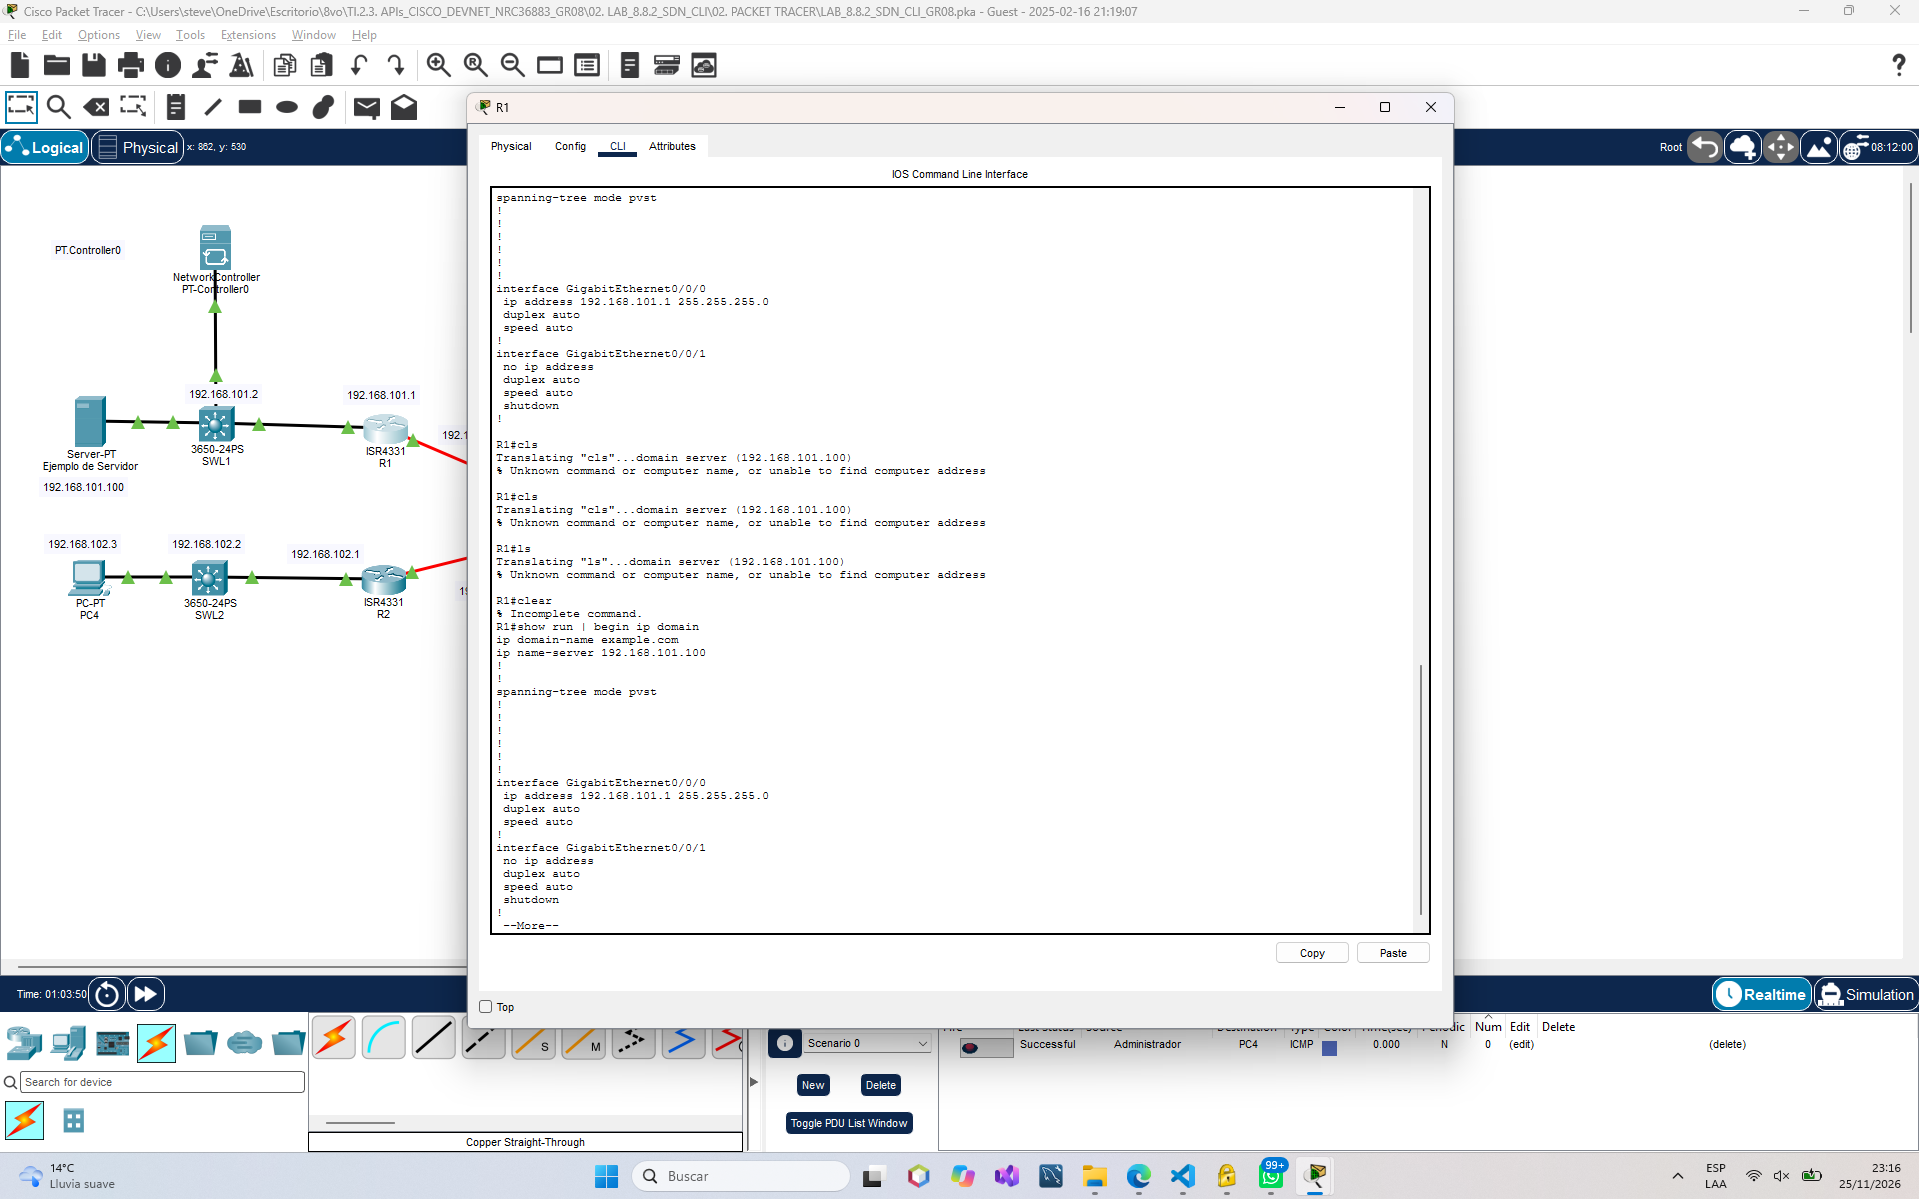 Cisco Packet Tracer - C:\Users\steve\OneDrive\Escritorio\8vo\TI.2.3. APIs_CISCO_DEVNET_NRC36883_GR08\02. LAB_8.8.2_SDN_CLI\02. PACKET TRACER\LAB_8.8.2_SDN_CLI_GR08.pka - Guest - 2025-02-16 21:19:07
File Edit Options View Tools Extensions Window Help
Logical Physical x: 862, y: 530
Root 08:12:00
PT.Controller0
NetworkController
PT-Controller0
192.168.101.2
192.168.101.1
192.1
Server-PT
Ejemplo de Servidor
3650-24PS
SWL1
ISR4331
R1
192.168.101.100
192.168.102.3
192.168.102.2
192.168.102.1
19
PC-PT
PC4
3650-24PS
SWL2
ISR4331
R2
R1
Physical Config CLI Attributes
IOS Command Line Interface
spanning-tree mode pvst
!
!
!
!
!
!
interface GigabitEthernet0/0/0
ip address 192.168.101.1 255.255.255.0
duplex auto
speed auto
!
interface GigabitEthernet0/0/1
no ip address
duplex auto
speed auto
shutdown
!
R1#cls
Translating "cls"...domain server (192.168.101.100)
% Unknown command or computer name, or unable to find computer address
R1#cls
Translating "cls"...domain server (192.168.101.100)
% Unknown command or computer name, or unable to find computer address
R1#ls
Translating "ls"...domain server (192.168.101.100)
% Unknown command or computer name, or unable to find computer address
R1#clear
% Incomplete command.
R1#show run | begin ip domain
ip domain-name example.com
ip name-server 192.168.101.100
!
!
spanning-tree mode pvst
!
!
!
!
!
!
interface GigabitEthernet0/0/0
ip address 192.168.101.1 255.255.255.0
duplex auto
speed auto
!
interface GigabitEthernet0/0/1
no ip address
duplex auto
speed auto
shutdown
!
--More--
Copy Paste
Top
Time: 01:03:50
Realtime Simulation
Search for device
S M
Copper Straight-Through
Scenario 0
New Delete
Toggle PDU List Window
Num Edit Delete
Successful Administrador PC4 ICMP 0.000 N 0 (edit) (delete)
14°C
Lluvia suave
Buscar
99+
ESP
LAA
23:16
25/11/2026